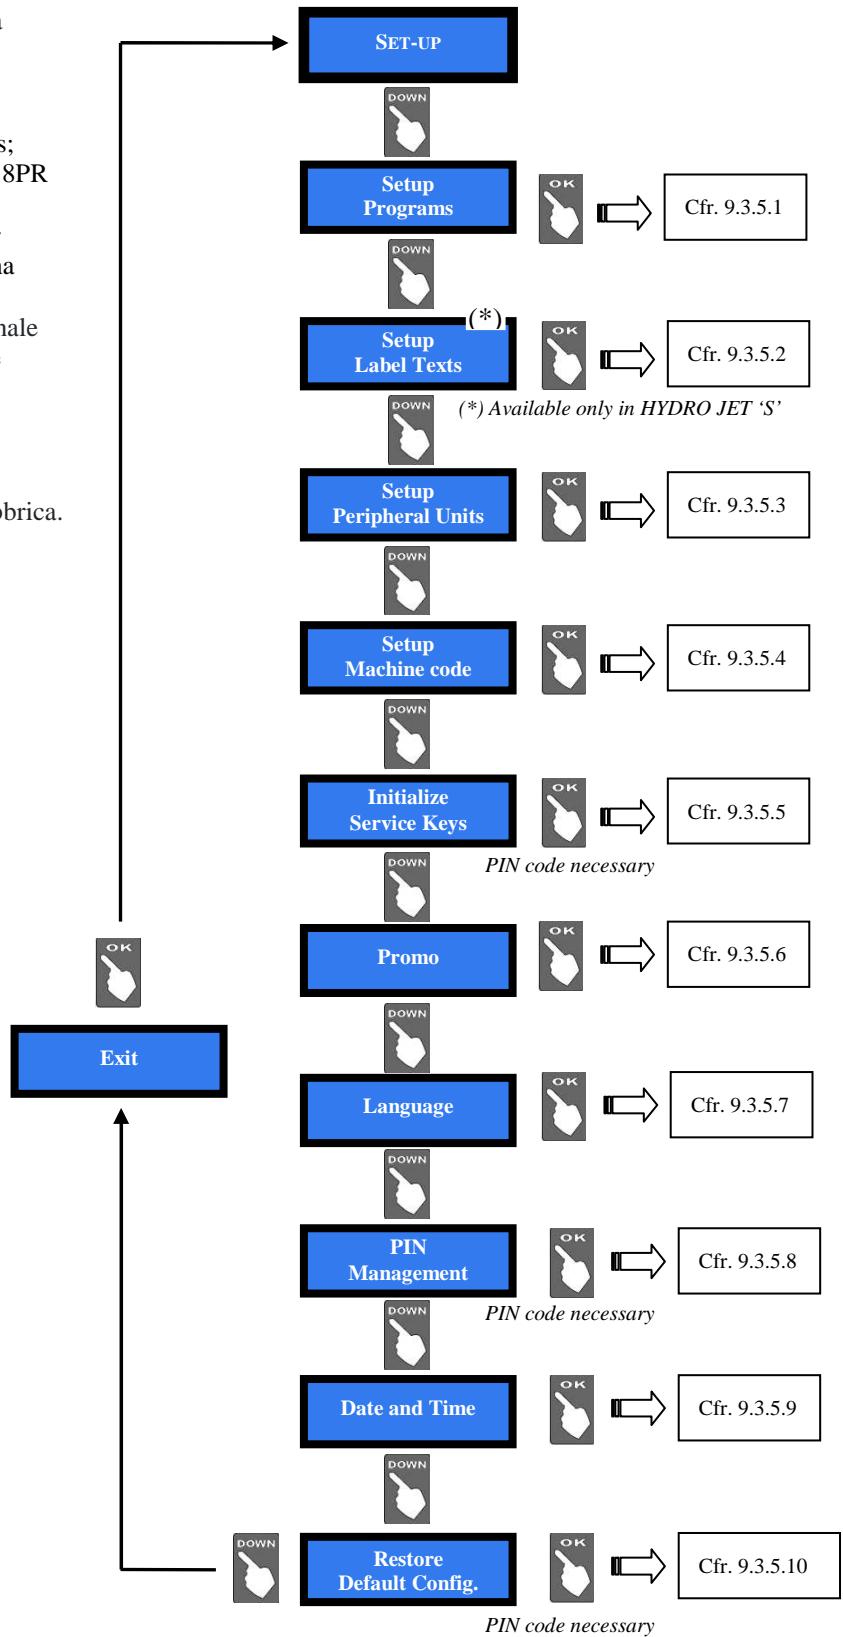 SET-UP
DOWN
s;
8PR
Setup
Programs
OK
Cfr. 9.3.5.1
DOWN
(*)
Setup
Label Texts
OK
Cfr. 9.3.5.2
(*) Available only in HYDRO JET ‘S’
DOWN
Setup
Peripheral Units
OK
Cfr. 9.3.5.3
DOWN
Setup
Machine code
OK
Cfr. 9.3.5.4
DOWN
Initialize
Service Keys
OK
Cfr. 9.3.5.5
PIN code necessary
DOWN
Promo
OK
Cfr. 9.3.5.6
DOWN
OK
Exit
Language
OK
Cfr. 9.3.5.7
DOWN
PIN
Management
OK
Cfr. 9.3.5.8
PIN code necessary
DOWN
Date and Time
OK
Cfr. 9.3.5.9
DOWN
DOWN
Restore
Default Config.
OK
Cfr. 9.3.5.10
PIN code necessary